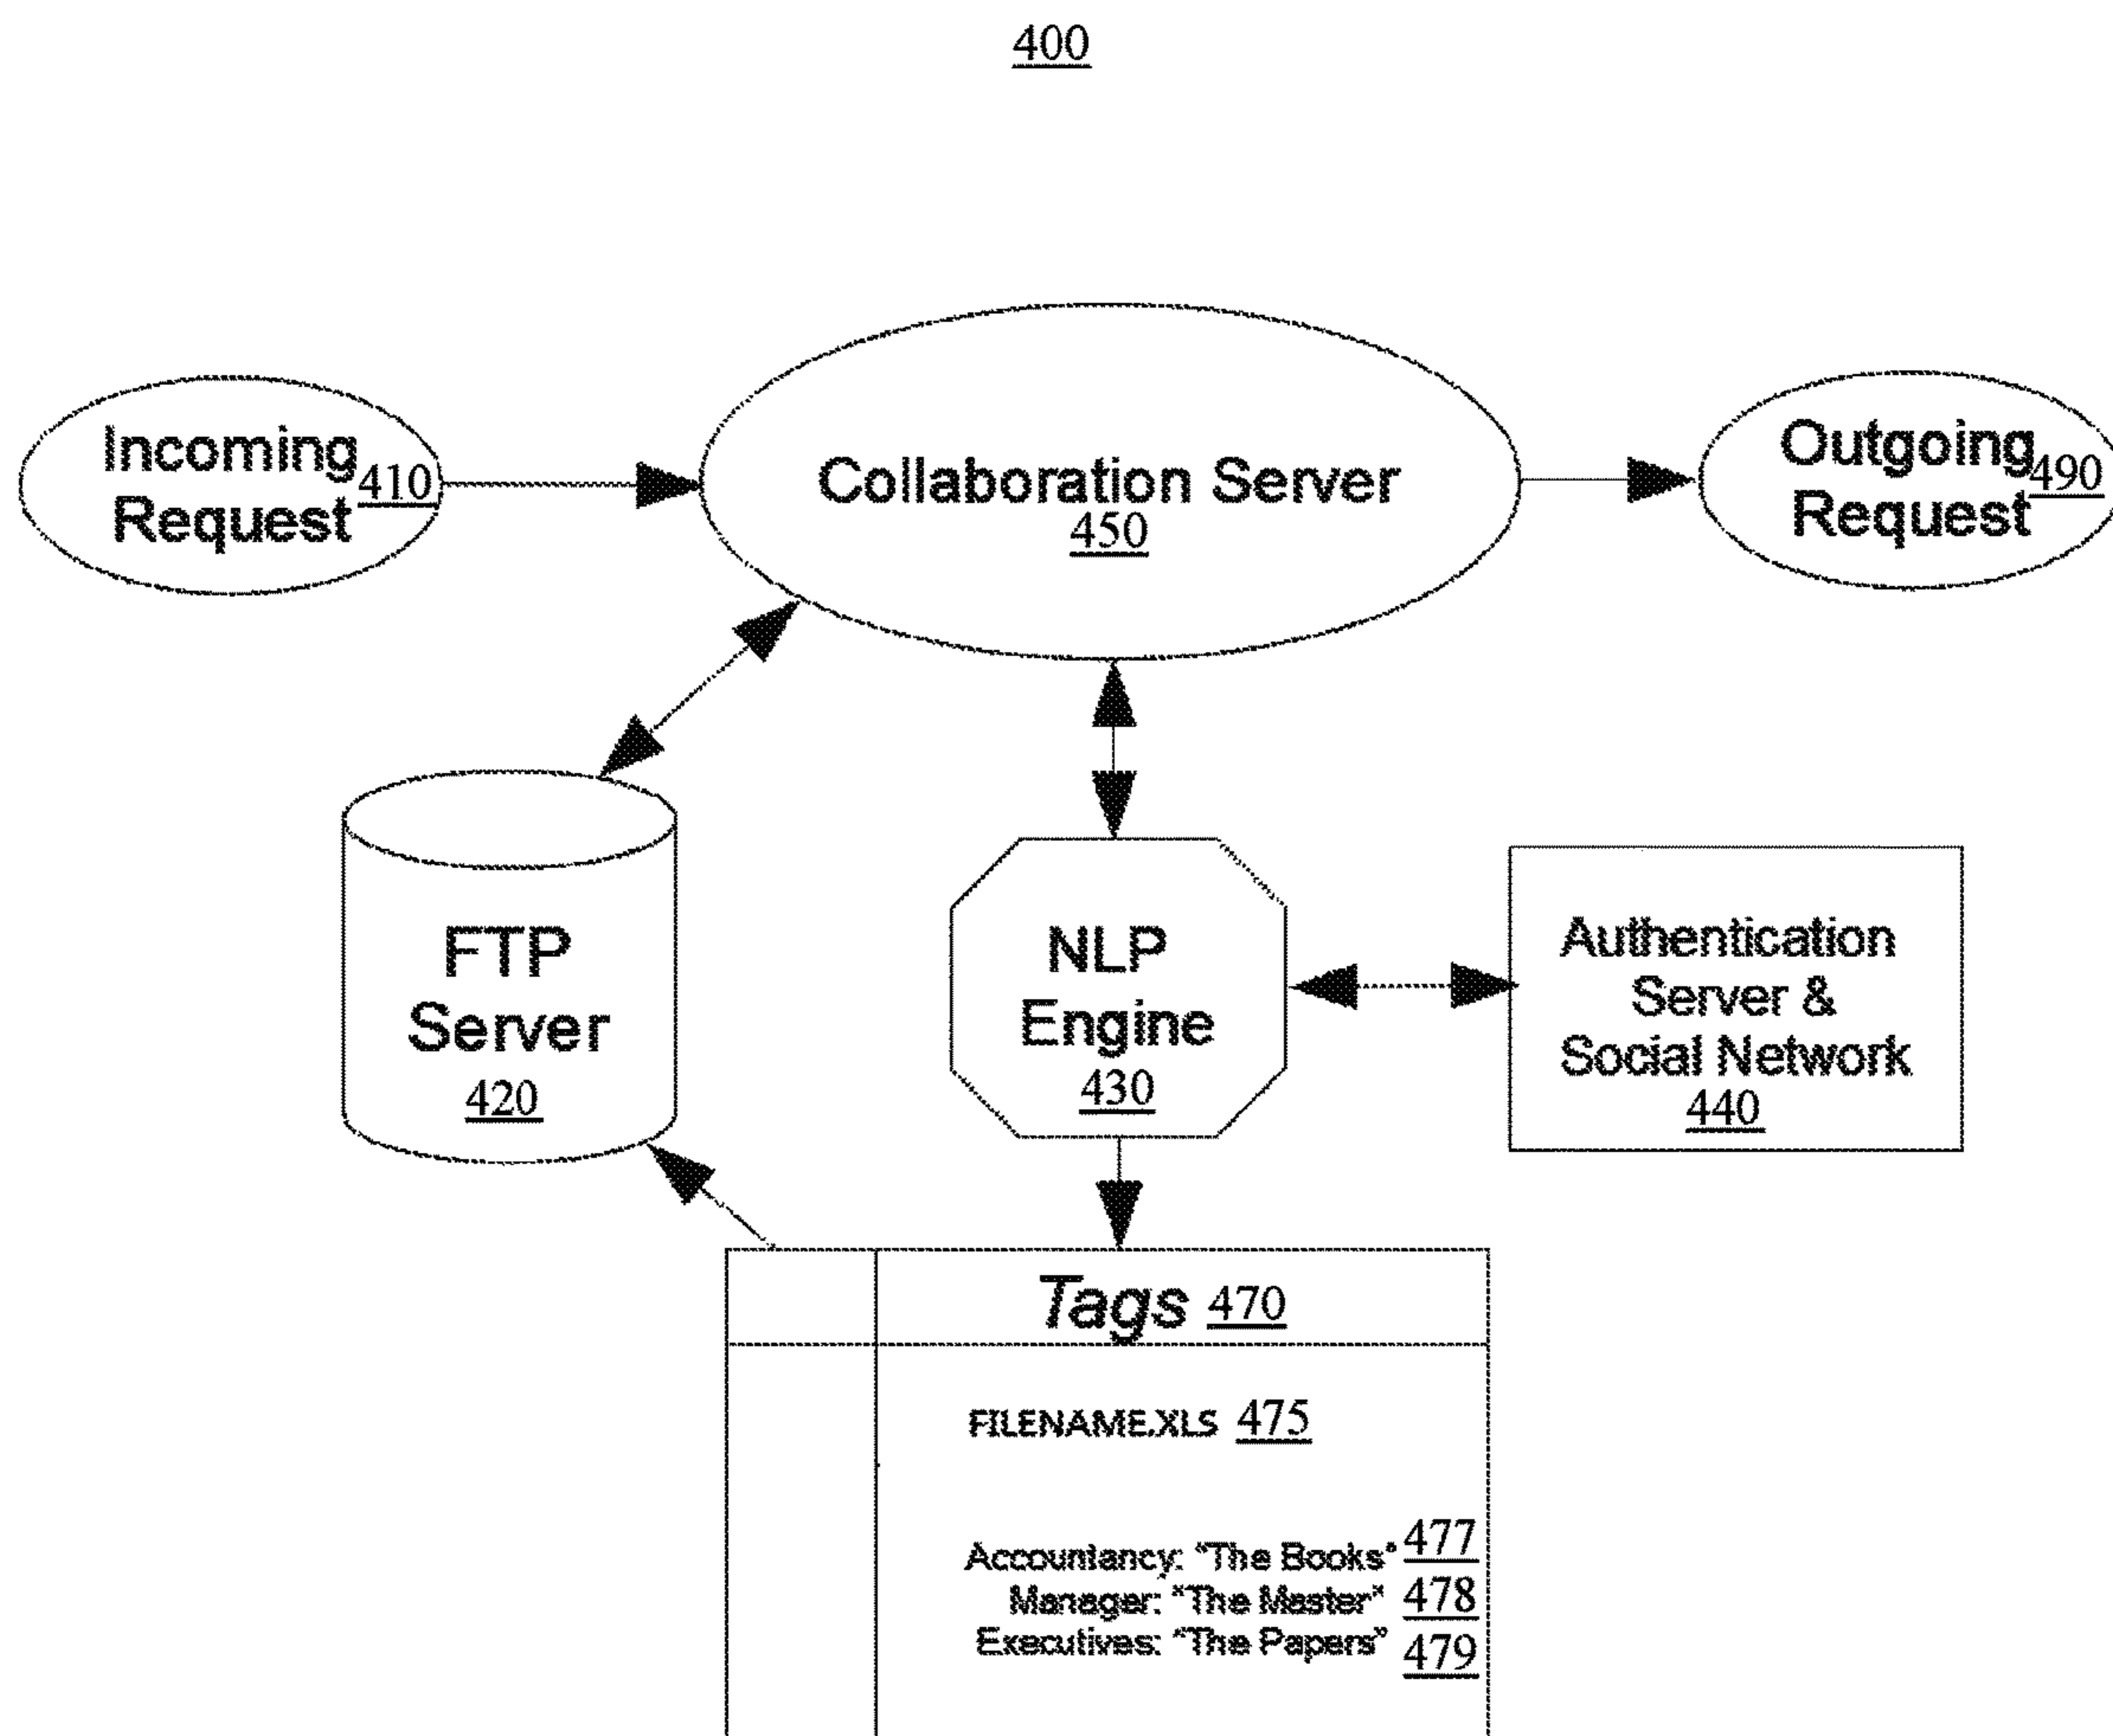 400
Incoming
Request 410
Collaboration Server
450
Outgoing
Request 490
FTP
Server
420
NLP
Engine
430
Authentication
Server &
Social Network
440
Tags 470
FILENAME.XLS 475
Accountancy: "The Books" 477
Manager: "The Master" 478
Executives: "The Papers" 479